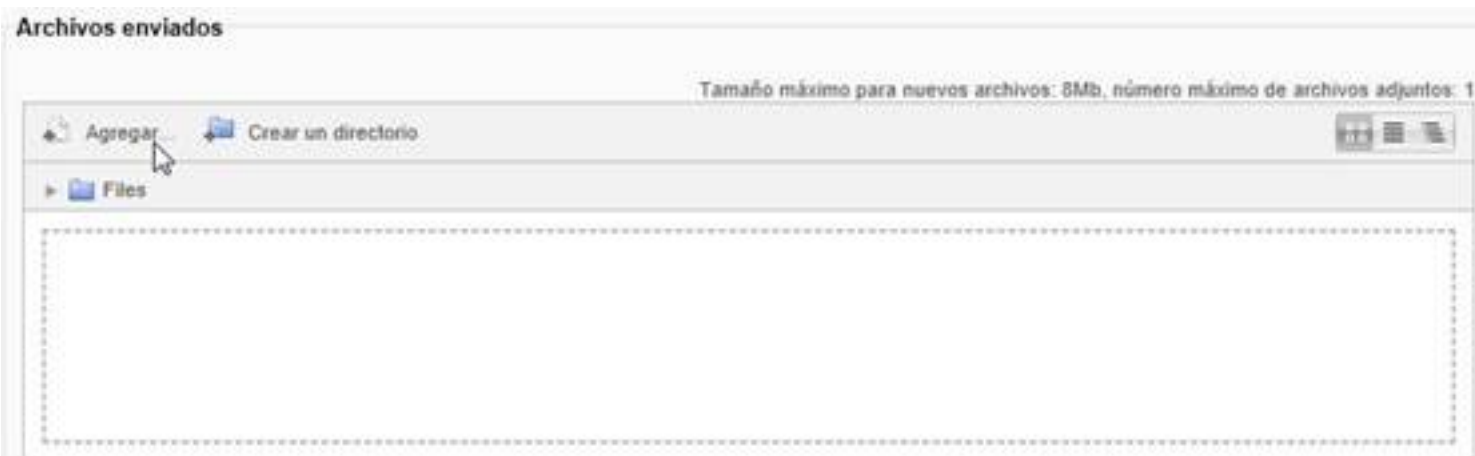 Archivos enviados
Tamaño máximo para nuevos archivos: 8Mb, número máximo de archivos adjuntos: 1
Agregar... Crear un directorio
Files